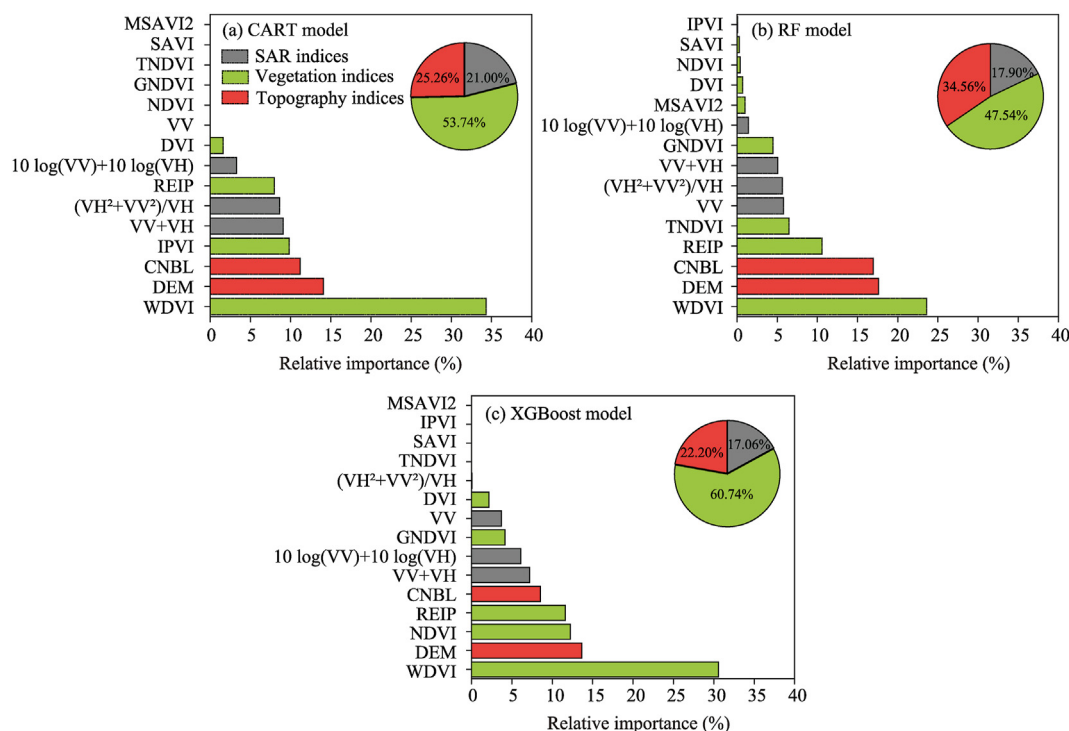 (a) CART model
SAR indices
Vegetation indices
Topography indices
MSAVI2
SAVI
TNDVI
GNDVI
NDVI
VV
DVI
10 log(VV)+10 log(VH)
REIP
(VH²+VV²)/VH
VV+VH
IPVI
CNBL
DEM
WDVI
25.26%
21.00%
53.74%
0 5 10 15 20 25 30 35 40
Relative importance (%)
(b) RF model
IPVI
SAVI
NDVI
DVI
MSAVI2
10 log(VV)+10 log(VH)
GNDVI
VV+VH
(VH²+VV²)/VH
VV
TNDVI
REIP
CNBL
DEM
WDVI
34.56%
17.90%
47.54%
0 5 10 15 20 25 30 35 40
Relative importance (%)
(c) XGBoost model
MSAVI2
IPVI
SAVI
TNDVI
(VH²+VV²)/VH
DVI
VV
GNDVI
10 log(VV)+10 log(VH)
VV+VH
CNBL
REIP
NDVI
DEM
WDVI
22.20%
17.06%
60.74%
0 5 10 15 20 25 30 35 40
Relative importance (%)